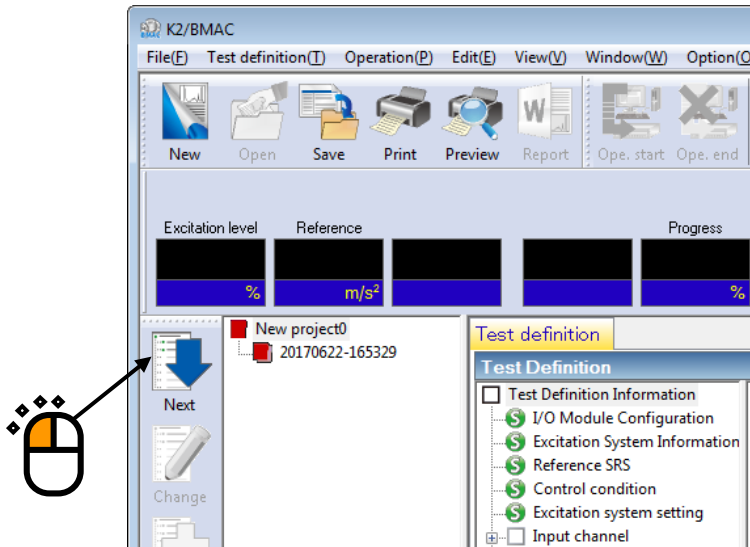 K2/BMAC
File(F) Test definition(T) Operation(P) Edit(E) View(V) Window(W) Option(O
New Open Save Print Preview Report Ope. start Ope. end
Excitation level Reference Progress
% m/s² %
New project0
20170622-165329
Next
Change
Test definition
Test Definition
Test Definition Information
I/O Module Configuration
Excitation System Information
Reference SRS
Control condition
Excitation system setting
Input channel